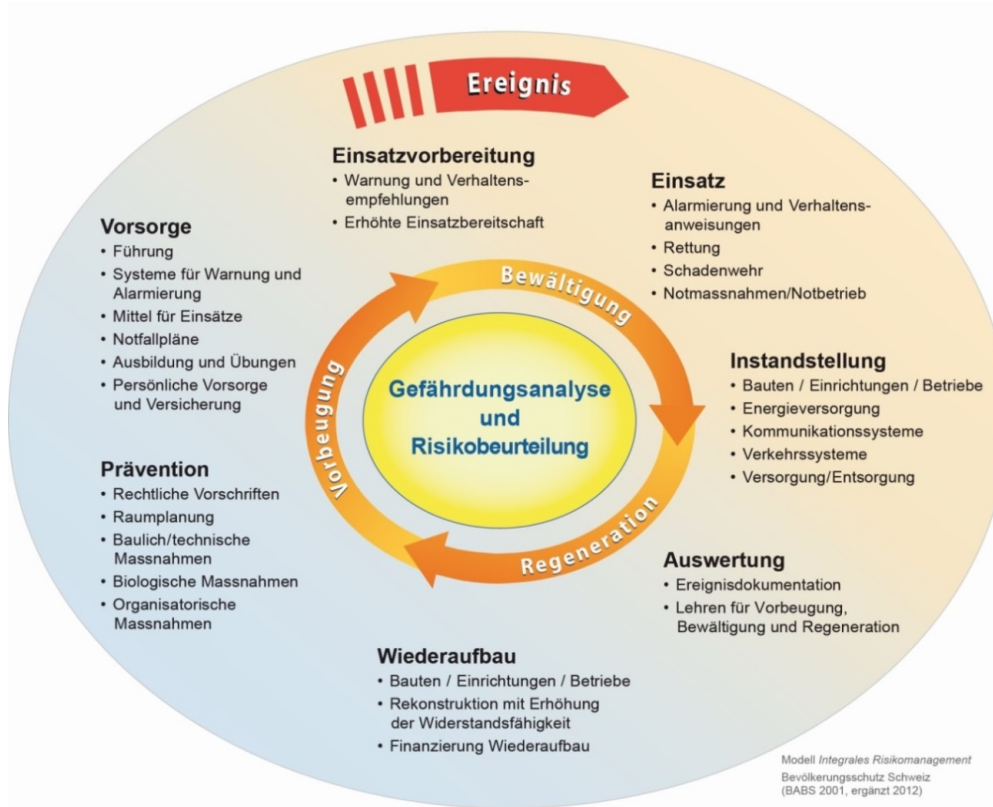 Ereignis
Einsatzvorbereitung
• Warnung und Verhaltens-
empfehlungen
• Erhöhte Einsatzbereitschaft
Einsatz
• Alarmierung und Verhaltens-
anweisungen
• Rettung
• Schadenwehr
• Notmassnahmen/Notbetrieb
Vorsorge
• Führung
• Systeme für Warnung und
Alarmierung
• Mittel für Einsätze
• Notfallpläne
• Ausbildung und Übungen
• Persönliche Vorsorge
und Versicherung
Bewältigung
Vorbeugung
Gefährdungsanalyse
und
Risikobeurteilung
Regeneration
Instandstellung
• Bauten / Einrichtungen / Betriebe
• Energieversorgung
• Kommunikationssysteme
• Verkehrssysteme
• Versorgung/Entsorgung
Prävention
• Rechtliche Vorschriften
• Raumplanung
• Baulich/technische
Massnahmen
• Biologische Massnahmen
• Organisatorische
Massnahmen
Auswertung
• Ereignisdokumentation
• Lehren für Vorbeugung,
Bewältigung und Regeneration
Wiederaufbau
• Bauten / Einrichtungen / Betriebe
• Rekonstruktion mit Erhöhung
der Widerstandsfähigkeit
• Finanzierung Wiederaufbau
Modell Integrales Risikomanagement
Bevölkerungsschutz Schweiz
(BABS 2001, ergänzt 2012)